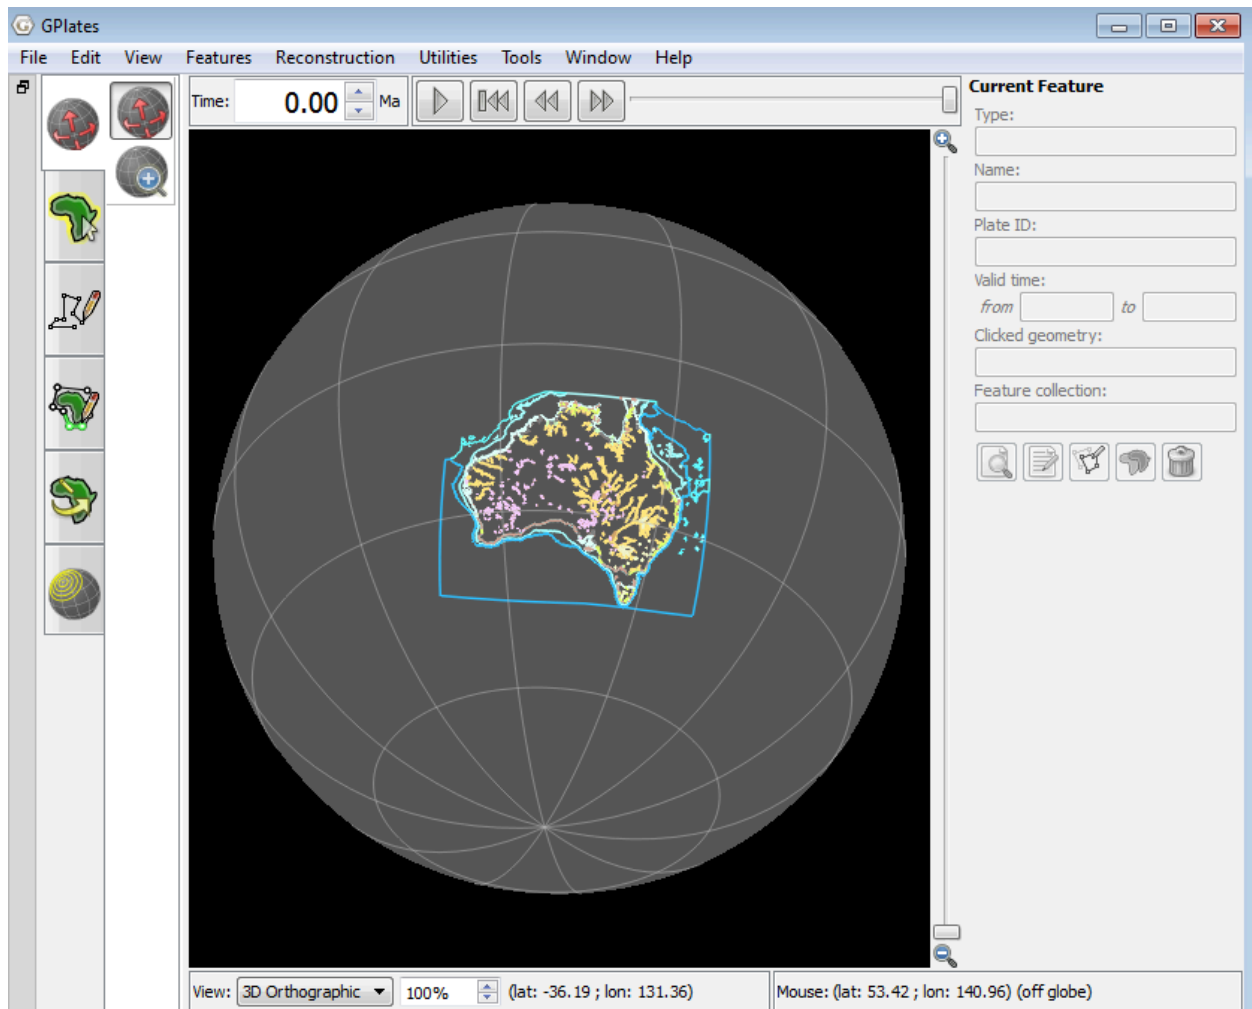 GPlates
File Edit View Features Reconstruction Utilities Tools Window Help
Time: 0.00 Ma
Current Feature
Type:
Name:
Plate ID:
Valid time:
from to
Clicked geometry:
Feature collection:
View: 3D Orthographic 100% (lat: -36.19 ; lon: 131.36) Mouse: (lat: 53.42 ; lon: 140.96) (off globe)